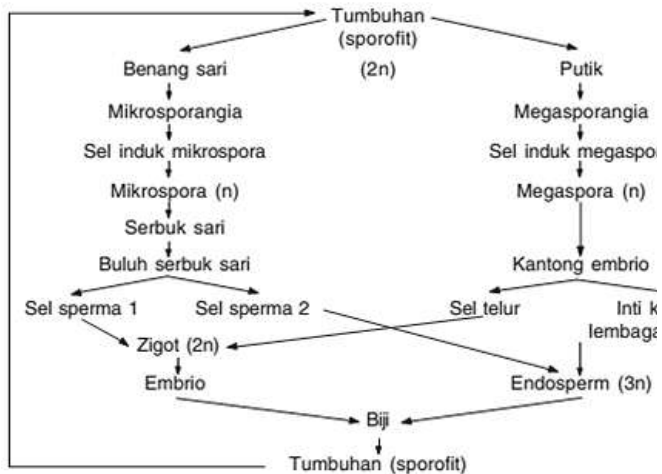 Tumbuhan
(sporofit)
(2n)
Benang sari
Putik
Mikrosporangia
Megasporangia
Sel induk mikrospora
Sel induk megaspo
Mikrospora (n)
Megaspora (n)
Serbuk sari
Buluh serbuk sari
Kantong embrio
Sel sperma 1
Sel sperma 2
Sel telur
Inti k
lembaga
Zigot (2n)
Embrio
Endosperm (3n)
Biji
Tumbuhan (sporofit)